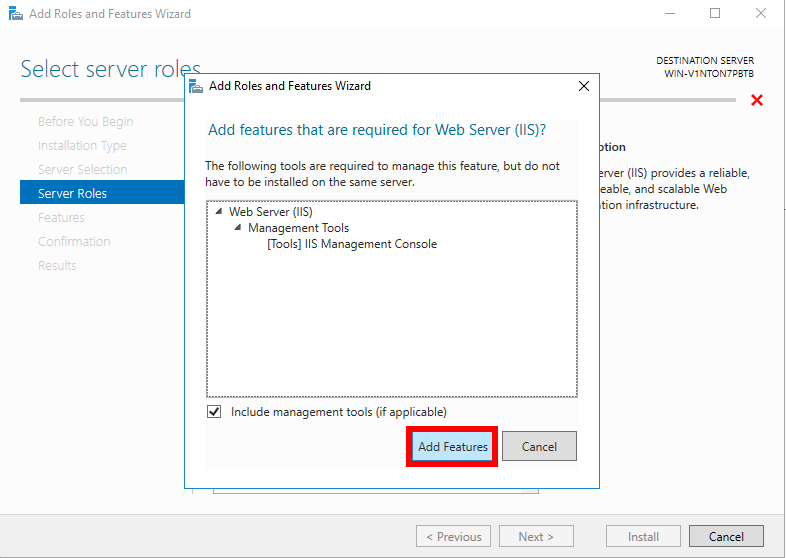 Add Roles and Features Wizard
Select server roles
DESTINATION SERVER
WIN-V1NTON7PBTB
Before You Begin
Installation Type
Server Selection
Server Roles
Features
Confirmation
Results
Add Roles and Features Wizard
Add features that are required for Web Server (IIS)?
The following tools are required to manage this feature, but do not
have to be installed on the same server.
Web Server (IIS)
Management Tools
[Tools] IIS Management Console
Include management tools (if applicable)
Add Features
Cancel
ption
erver (IIS) provides a reliable,
eable, and scalable Web
ation infrastructure.
< Previous
Next >
Install
Cancel